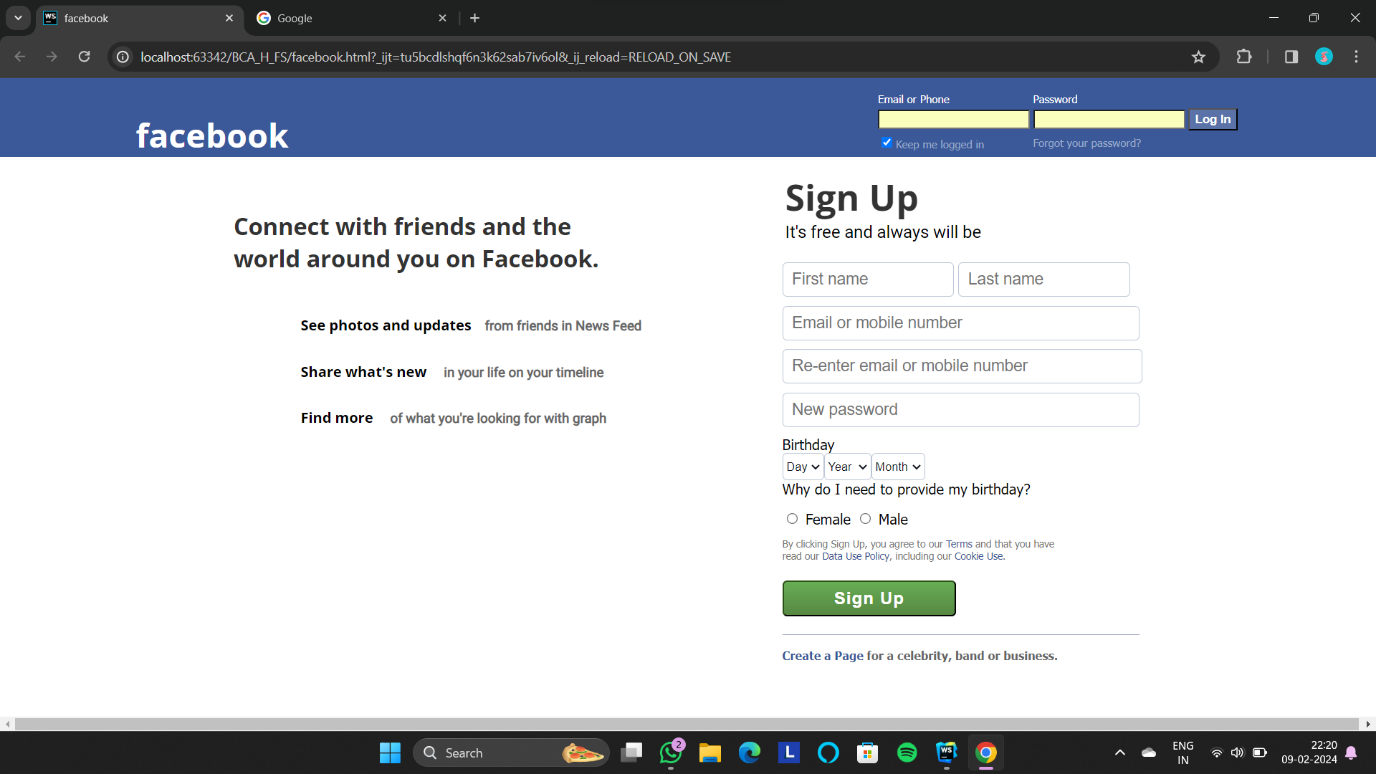 facebook
Google
localhost:63342/BCA_H_FS/facebook.html?_ijt=tu5bcdlshqf6n3k62sab7iv6ol&_ij_reload=RELOAD_ON_SAVE
facebook
Email or Phone
Password
Log In
Keep me logged in
Forgot your password?
Connect with friends and the
world around you on Facebook.
See photos and updates from friends in News Feed
Share what's new in your life on your timeline
Find more of what you're looking for with graph
Sign Up
It's free and always will be
First name
Last name
Email or mobile number
Re-enter email or mobile number
New password
Birthday
Day Year Month
Why do I need to provide my birthday?
Female Male
By clicking Sign Up, you agree to our Terms and that you have
read our Data Use Policy, including our Cookie Use.
Sign Up
Create a Page for a celebrity, band or business.
Search
2
L
WS
ENG
IN
22:20
09-02-2024